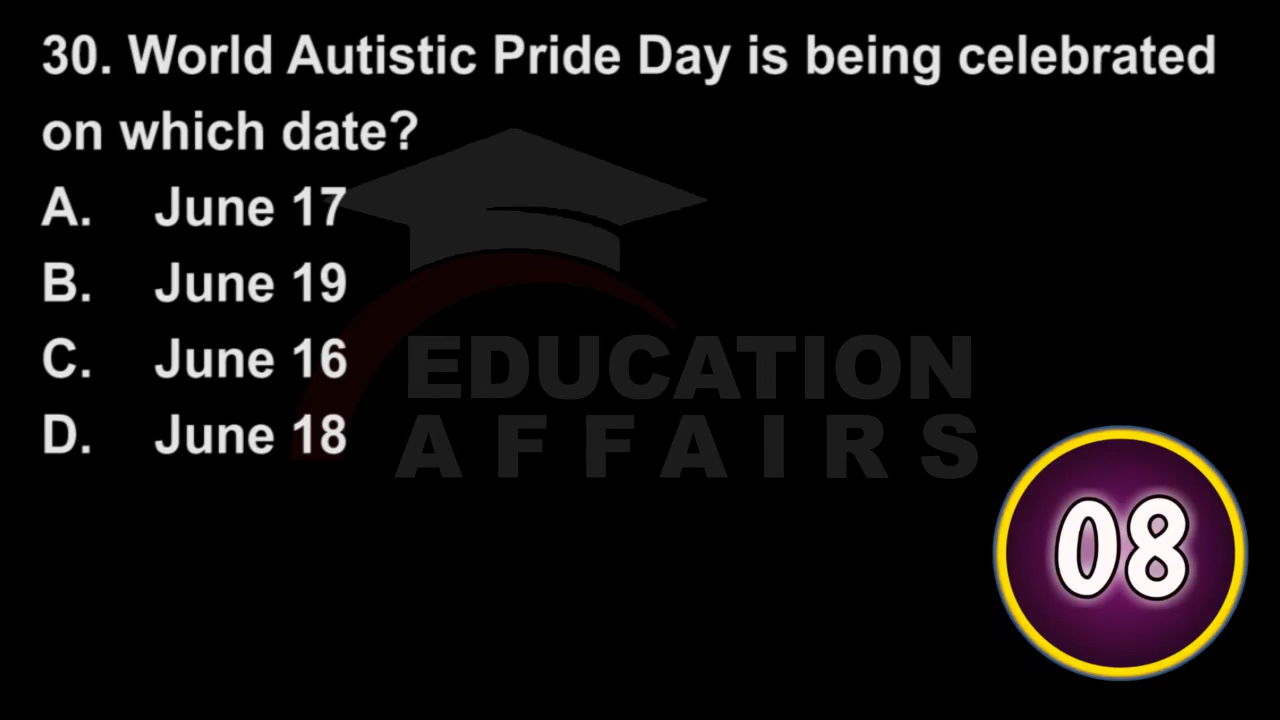 30. World Autistic Pride Day is being celebrated
on which date?
A. June 17
B. June 19
C. June 16
D. June 18
EDUCATION
AFFAIRS
08